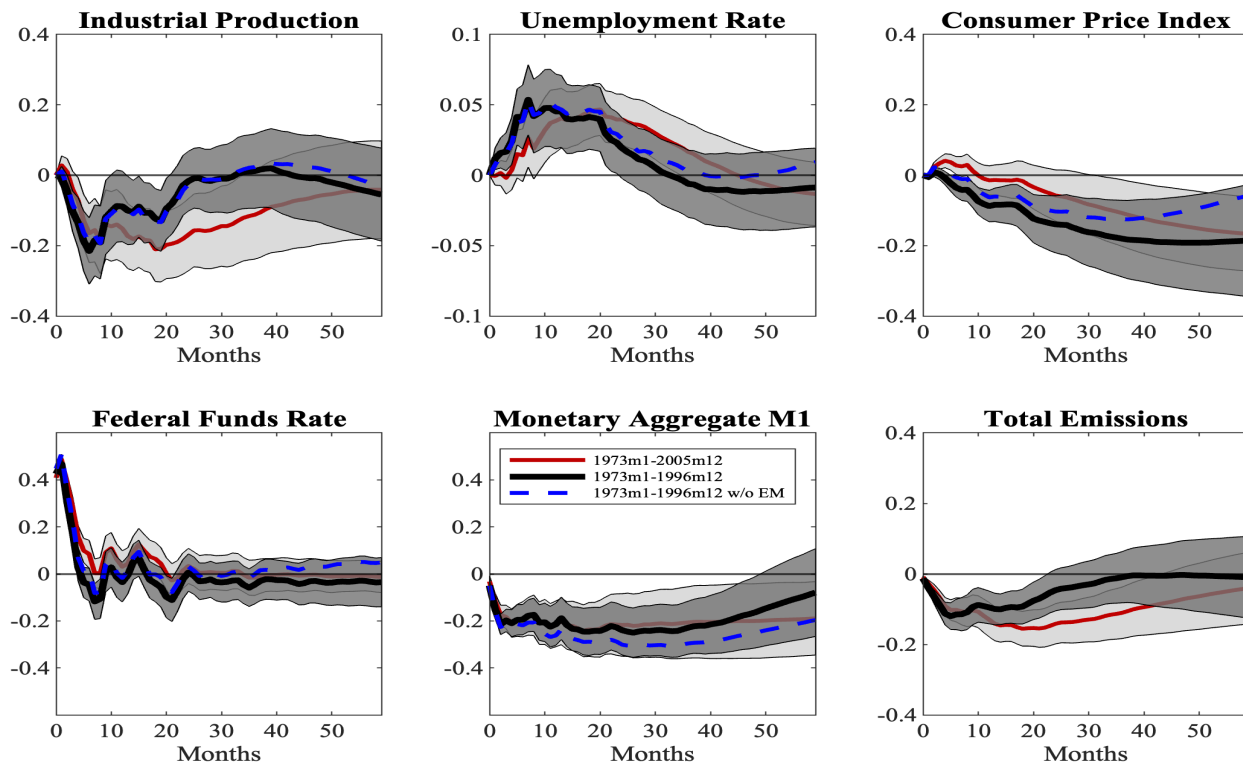 Industrial Production
Unemployment Rate
Consumer Price Index
0.4
0.2
0
-0.2
-0.4
0 10 20 30 40 50
Months
0.1
0.05
0
-0.05
-0.1
0 10 20 30 40 50
Months
0.4
0.2
0
-0.2
-0.4
0 10 20 30 40 50
Months
Federal Funds Rate
Monetary Aggregate M1
Total Emissions
0.4
0.2
0
-0.2
-0.4
0 10 20 30 40 50
Months
0.4
0.2
0
-0.2
-0.4
1973m1-2005m12
1973m1-1996m12
1973m1-1996m12 w/o EM
0 10 20 30 40 50
Months
0.4
0.2
0
-0.2
-0.4
0 10 20 30 40 50
Months